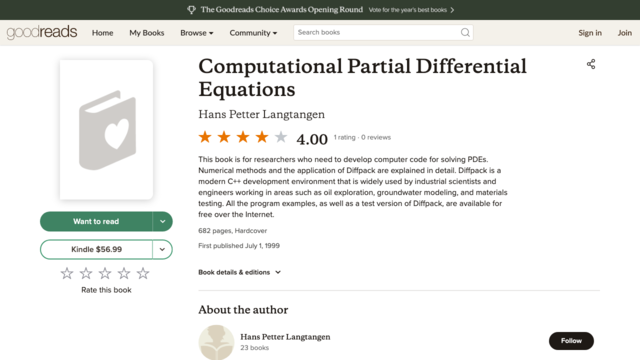 The Goodreads Choice Awards Opening Round Vote for the year's best books
goodreads Home My Books Browse Community Search books Sign in Join
Computational Partial Differential
Equations
Hans Petter Langtangen
4.00 1 rating · 0 reviews
This book is for researchers who need to develop computer code for solving PDEs.
Numerical methods and the application of Diffpack are explained in detail. Diffpack is a
modern C++ development environment that is widely used by industrial scientists and
engineers working in areas such as oil exploration, groundwater modeling, and materials
testing. All the program examples, as well as a test version of Diffpack, are available for
free over the Internet.
682 pages, Hardcover
First published July 1, 1999
Book details & editions
Want to read
Kindle $56.99
Rate this book
About the author
Hans Petter Langtangen
23 books
Follow